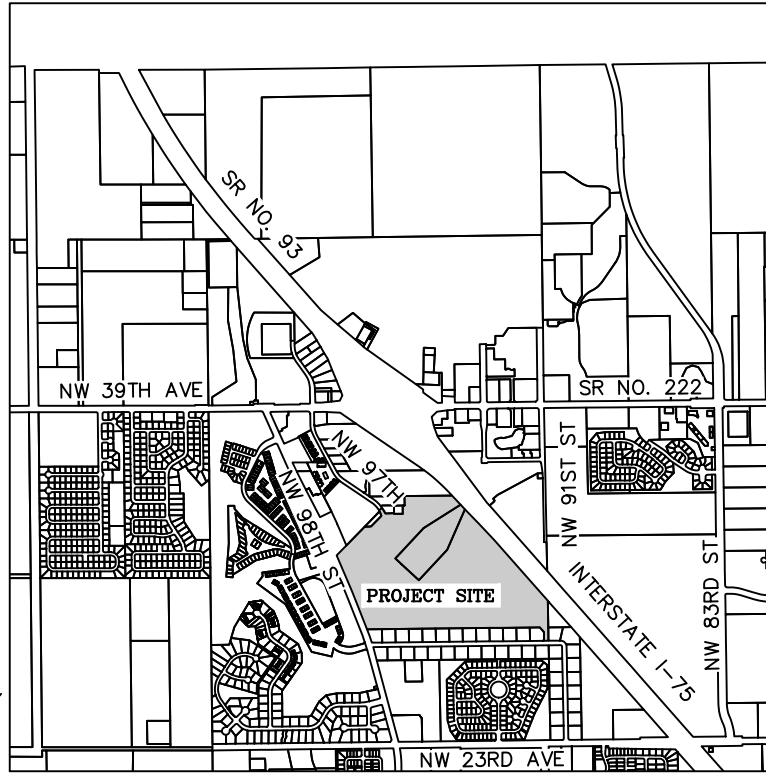 SR NO. 93
NW 39TH AVE
SR NO. 222
NW 97TH
NW 98TH ST
NW 91ST ST
PROJECT SITE
INTERSTATE I-75
NW 83RD ST
NW 23RD AVE